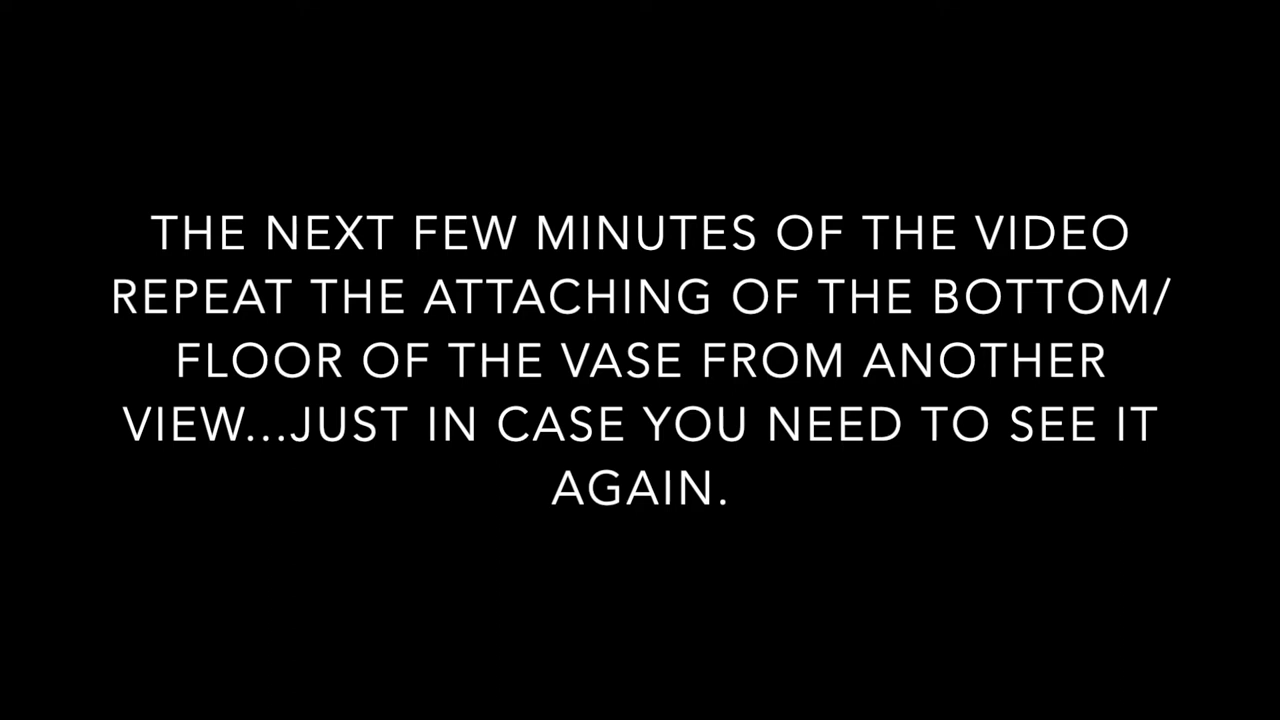 THE NEXT FEW MINUTES OF THE VIDEO
REPEAT THE ATTACHING OF THE BOTTOM/
FLOOR OF THE VASE FROM ANOTHER
VIEW...JUST IN CASE YOU NEED TO SEE IT
AGAIN.